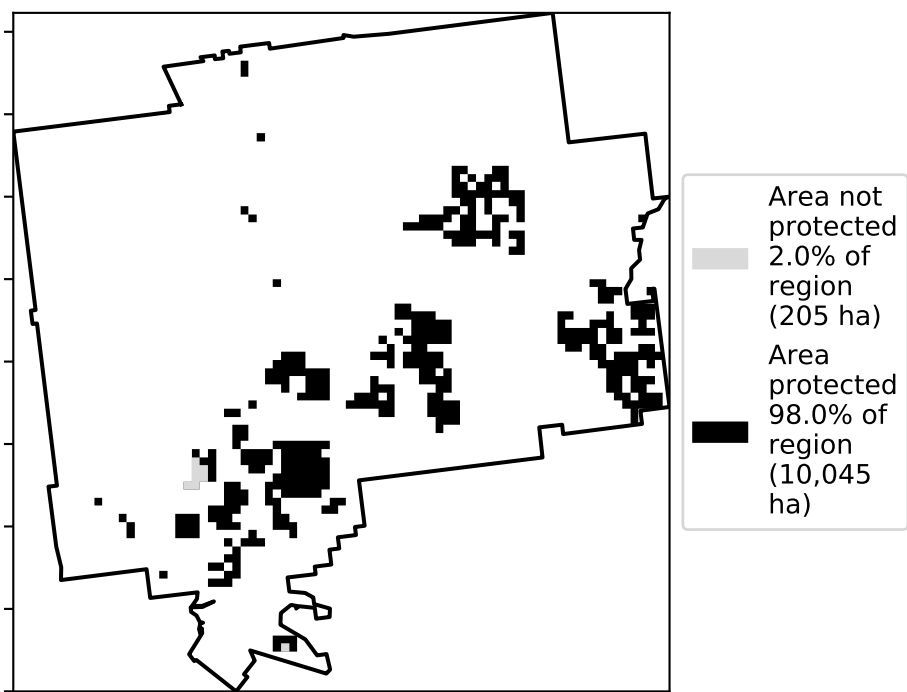 Area not
protected
2.0% of
region
(205 ha)
Area
protected
98.0% of
region
(10,045
ha)